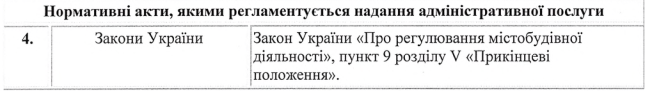 Нормативні акти, якими регламентується надання адміністративної послуги
4. Закони України Закон України «Про регулювання містобудівної
діяльності», пункт 9 розділу V «Прикінцеві
положення».